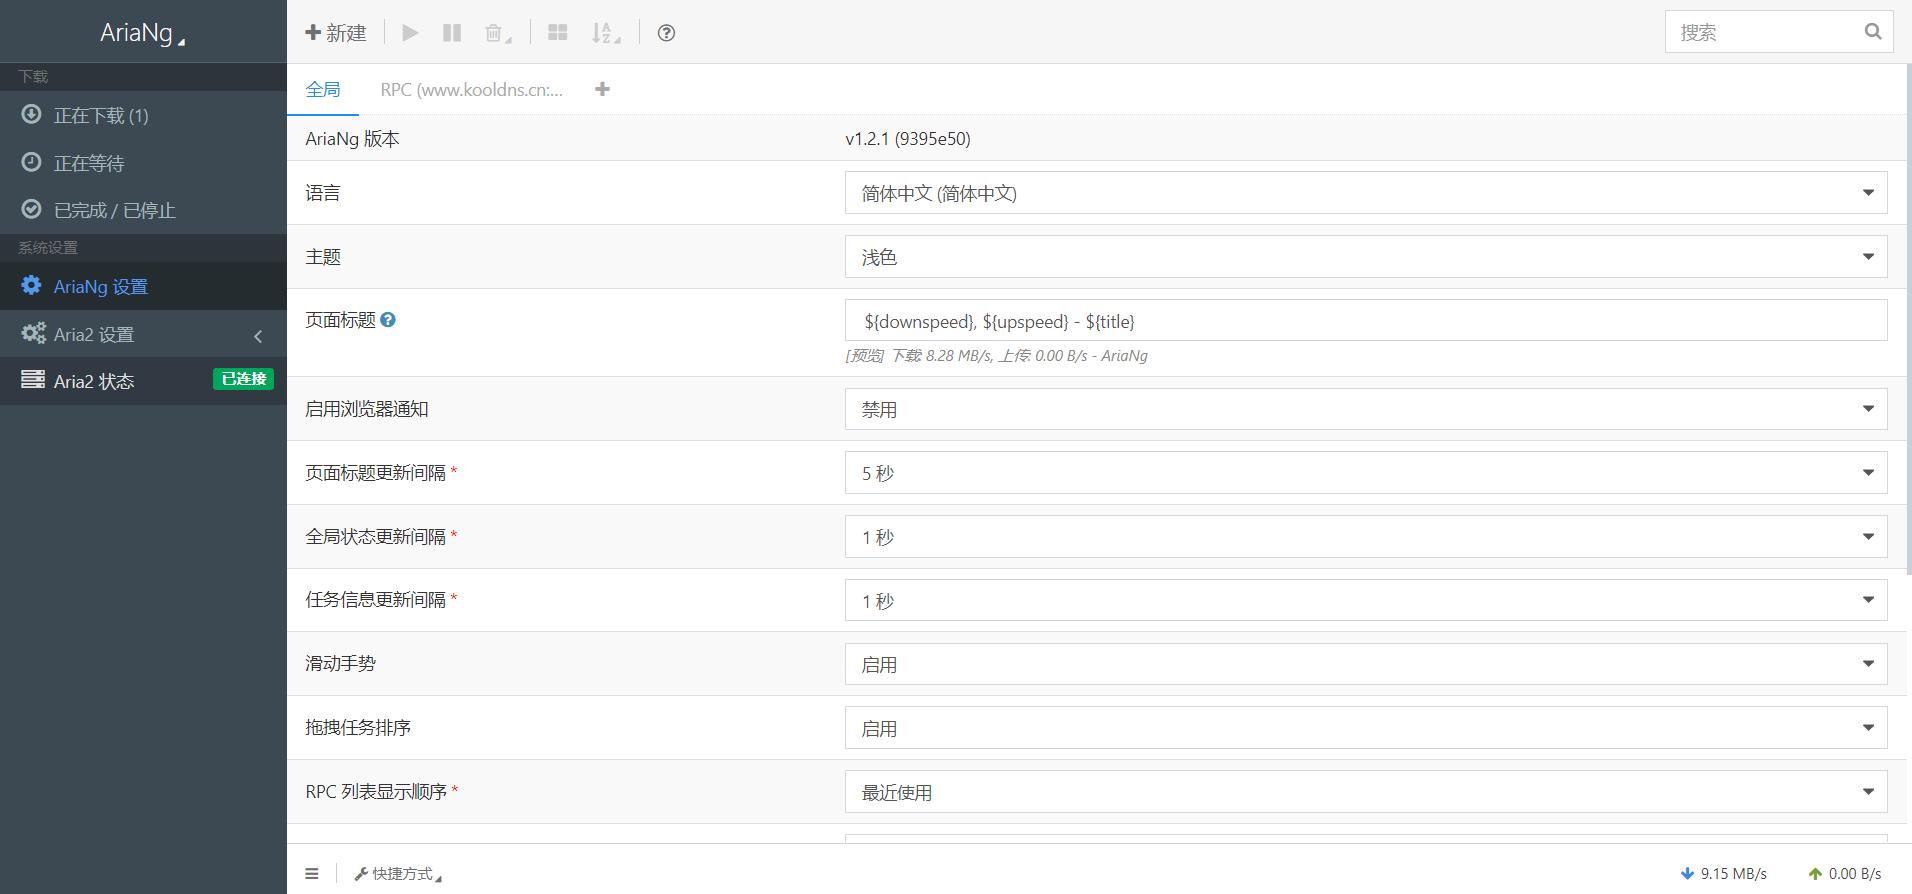 AriaNg
下载
正在下载 (1)
正在等待
已完成 / 已停止
系统设置
AriaNg 设置
Aria2 设置
Aria2 状态 已连接
新建
搜索
全局 RPC (www.kooldns.cn:...
AriaNg 版本 v1.2.1 (9395e50)
语言 简体中文 (简体中文)
主题 浅色
页面标题 ${downspeed}, ${upspeed} - ${title}
[预览] 下载: 8.28 MB/s, 上传: 0.00 B/s - AriaNg
启用浏览器通知 禁用
页面标题更新间隔 * 5 秒
全局状态更新间隔 * 1 秒
任务信息更新间隔 * 1 秒
滑动手势 启用
拖拽任务排序 启用
RPC 列表显示顺序 * 最近使用
快捷方式 9.15 MB/s 0.00 B/s